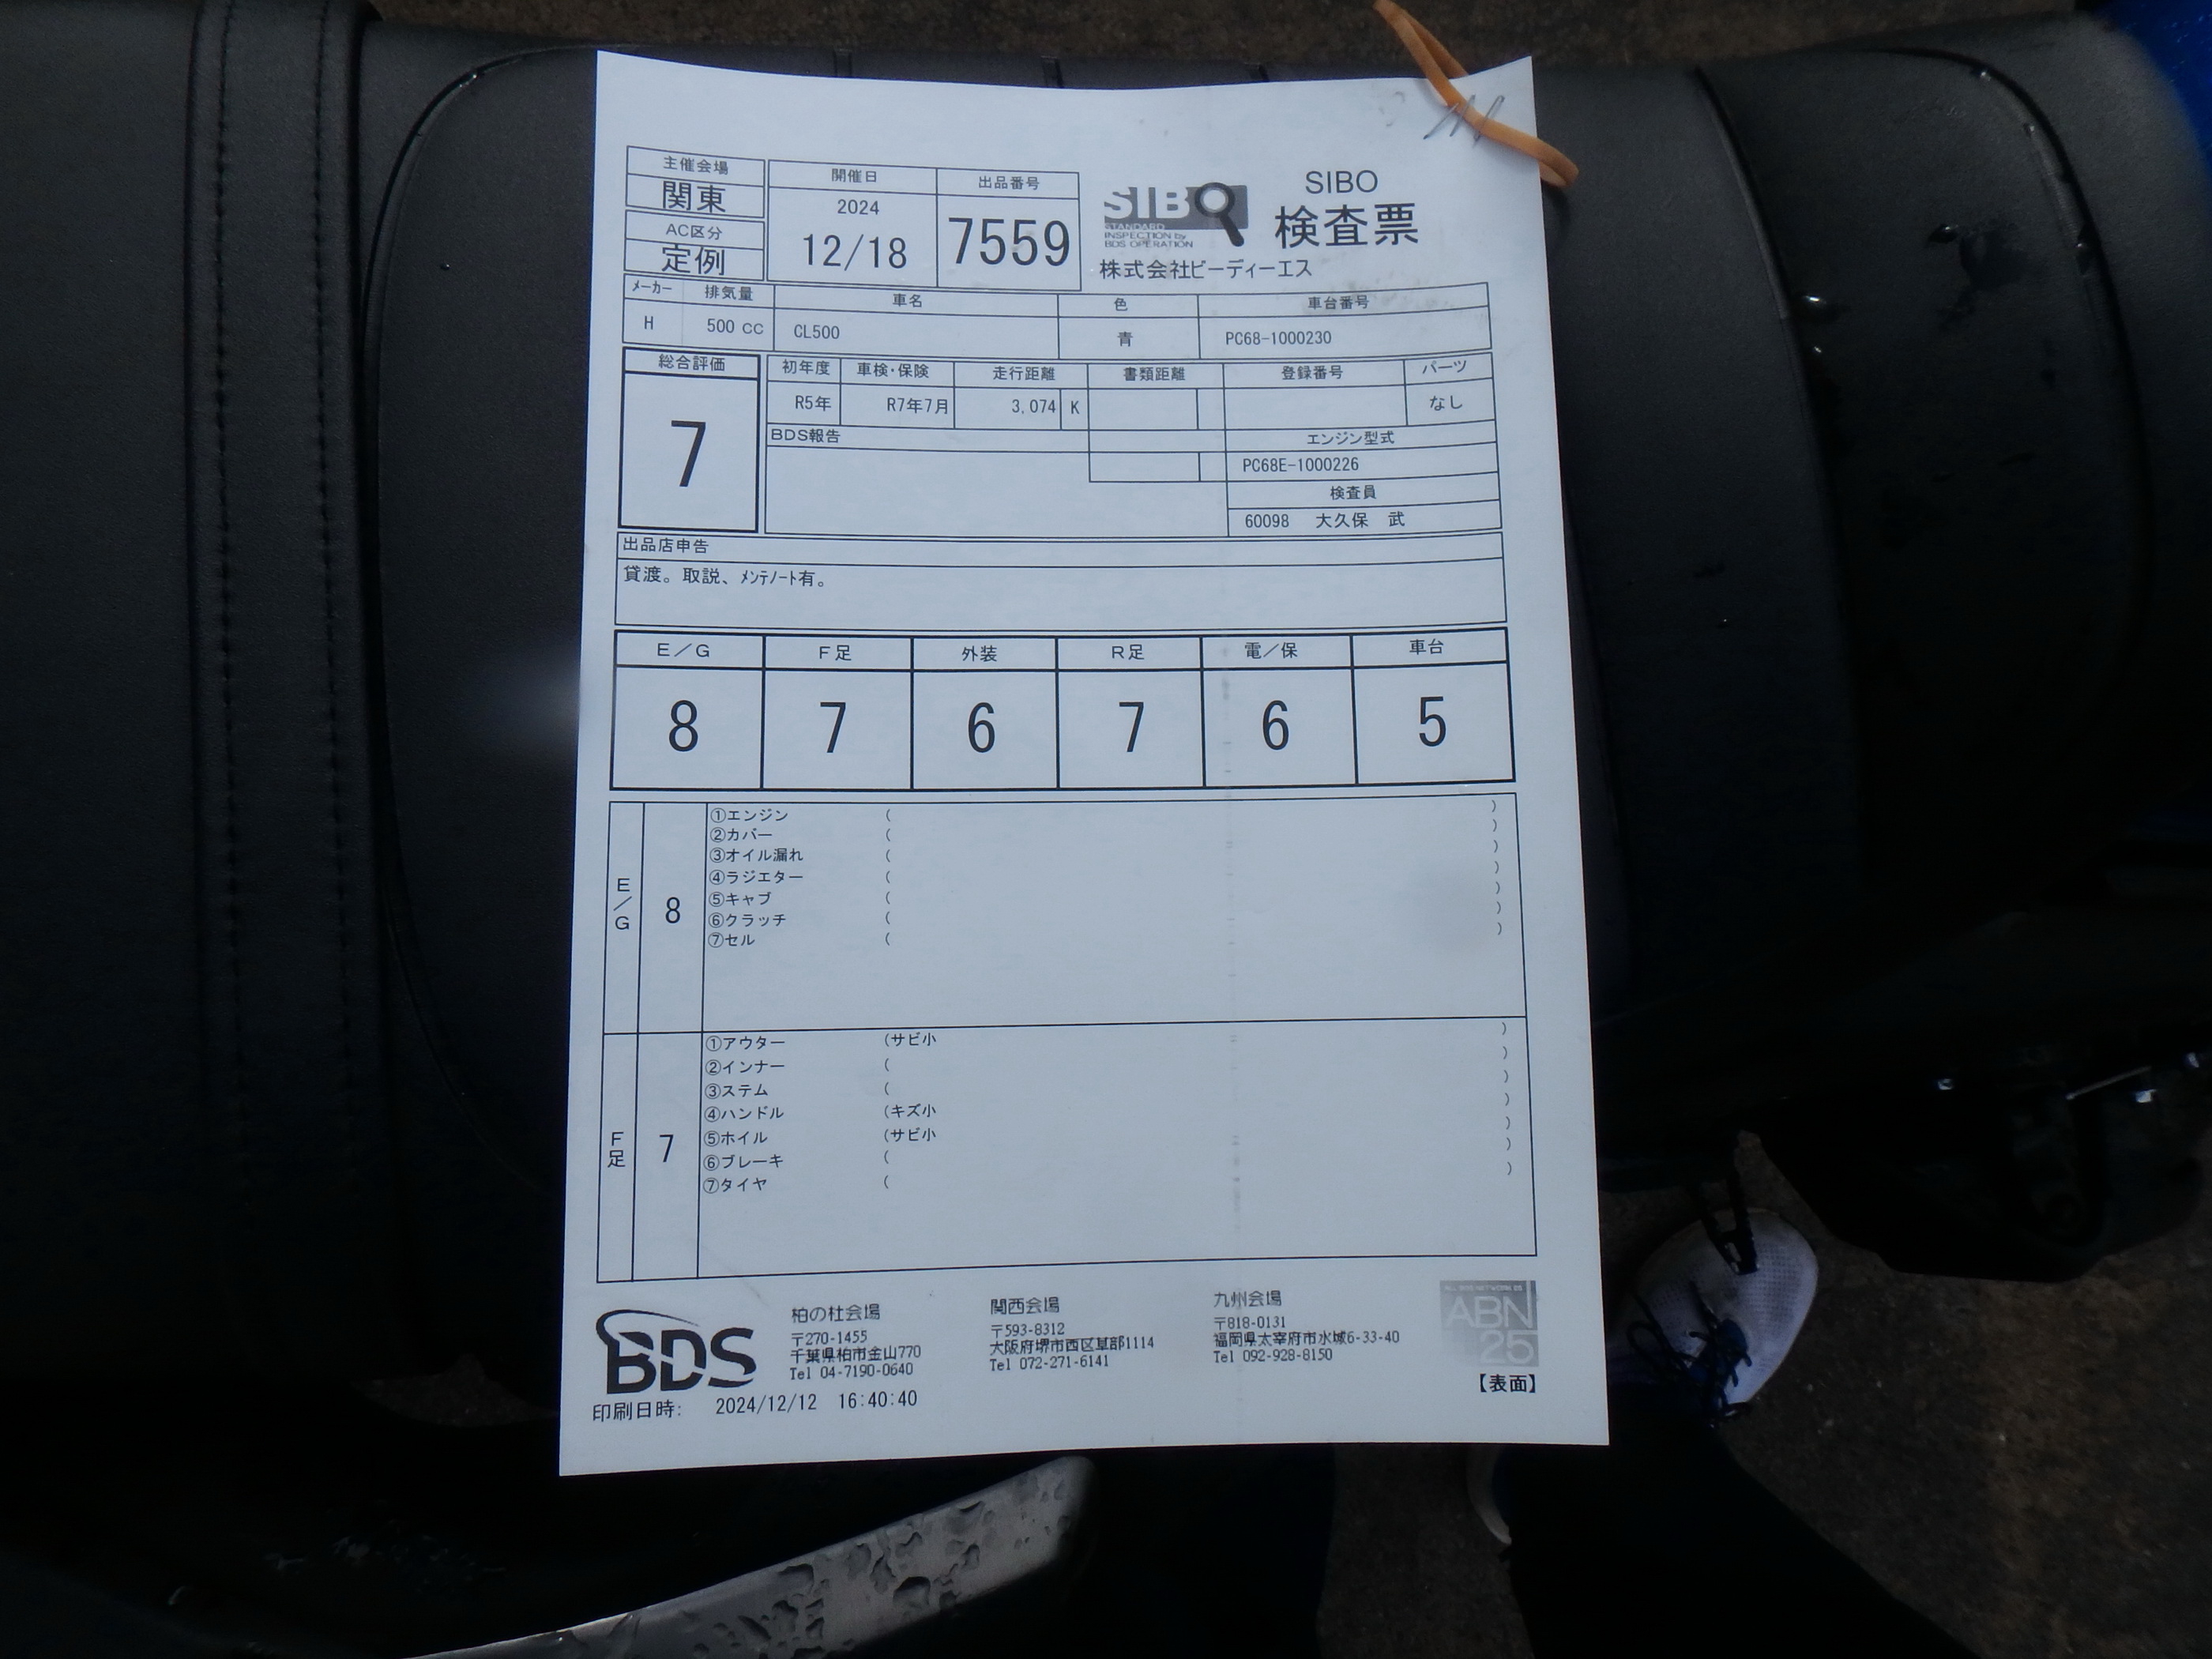 主催会場
関東
AC区分
定例
開催日
2024
12/18
出品番号
7559
SIBO
STANDARD
INSPECTION by
BDS OPERATION
SIBO
検査票
株式会社ビーディーエス
メーカー 排気量 車名 色 車台番号
H 500 cc CL500 青 PC68-1000230
総合評価
7
初年度 車検・保険 走行距離 書類距離 登録番号 パーツ
R5年 R7年7月 3,074 K なし
BDS報告
エンジン型式
PC68E-1000226
検査員
60098 大久保 武
出品店申告
貸渡。取説、ﾒﾝﾃﾉｰﾄ有。
E／G F足 外装 R足 電／保 車台
8 7 6 7 6 5
E／G
8
①エンジン ( )
②カバー ( )
③オイル漏れ ( )
④ラジエター ( )
⑤キャブ ( )
⑥クラッチ ( )
⑦セル ( )
F足
7
①アウター (サビ小 )
②インナー ( )
③ステム ( )
④ハンドル (キズ小 )
⑤ホイル (サビ小 )
⑥ブレーキ ( )
⑦タイヤ ( )
BDS
柏の杜会場
〒270-1455
千葉県柏市金山770
Tel 04-7190-0640
関西会場
〒593-8312
大阪府堺市西区草部1114
Tel 072-271-6141
九州会場
〒818-0131
福岡県太宰府市水城6-33-40
Tel 092-928-8150
ABN
25
【表面】
印刷日時: 2024/12/12 16:40:40